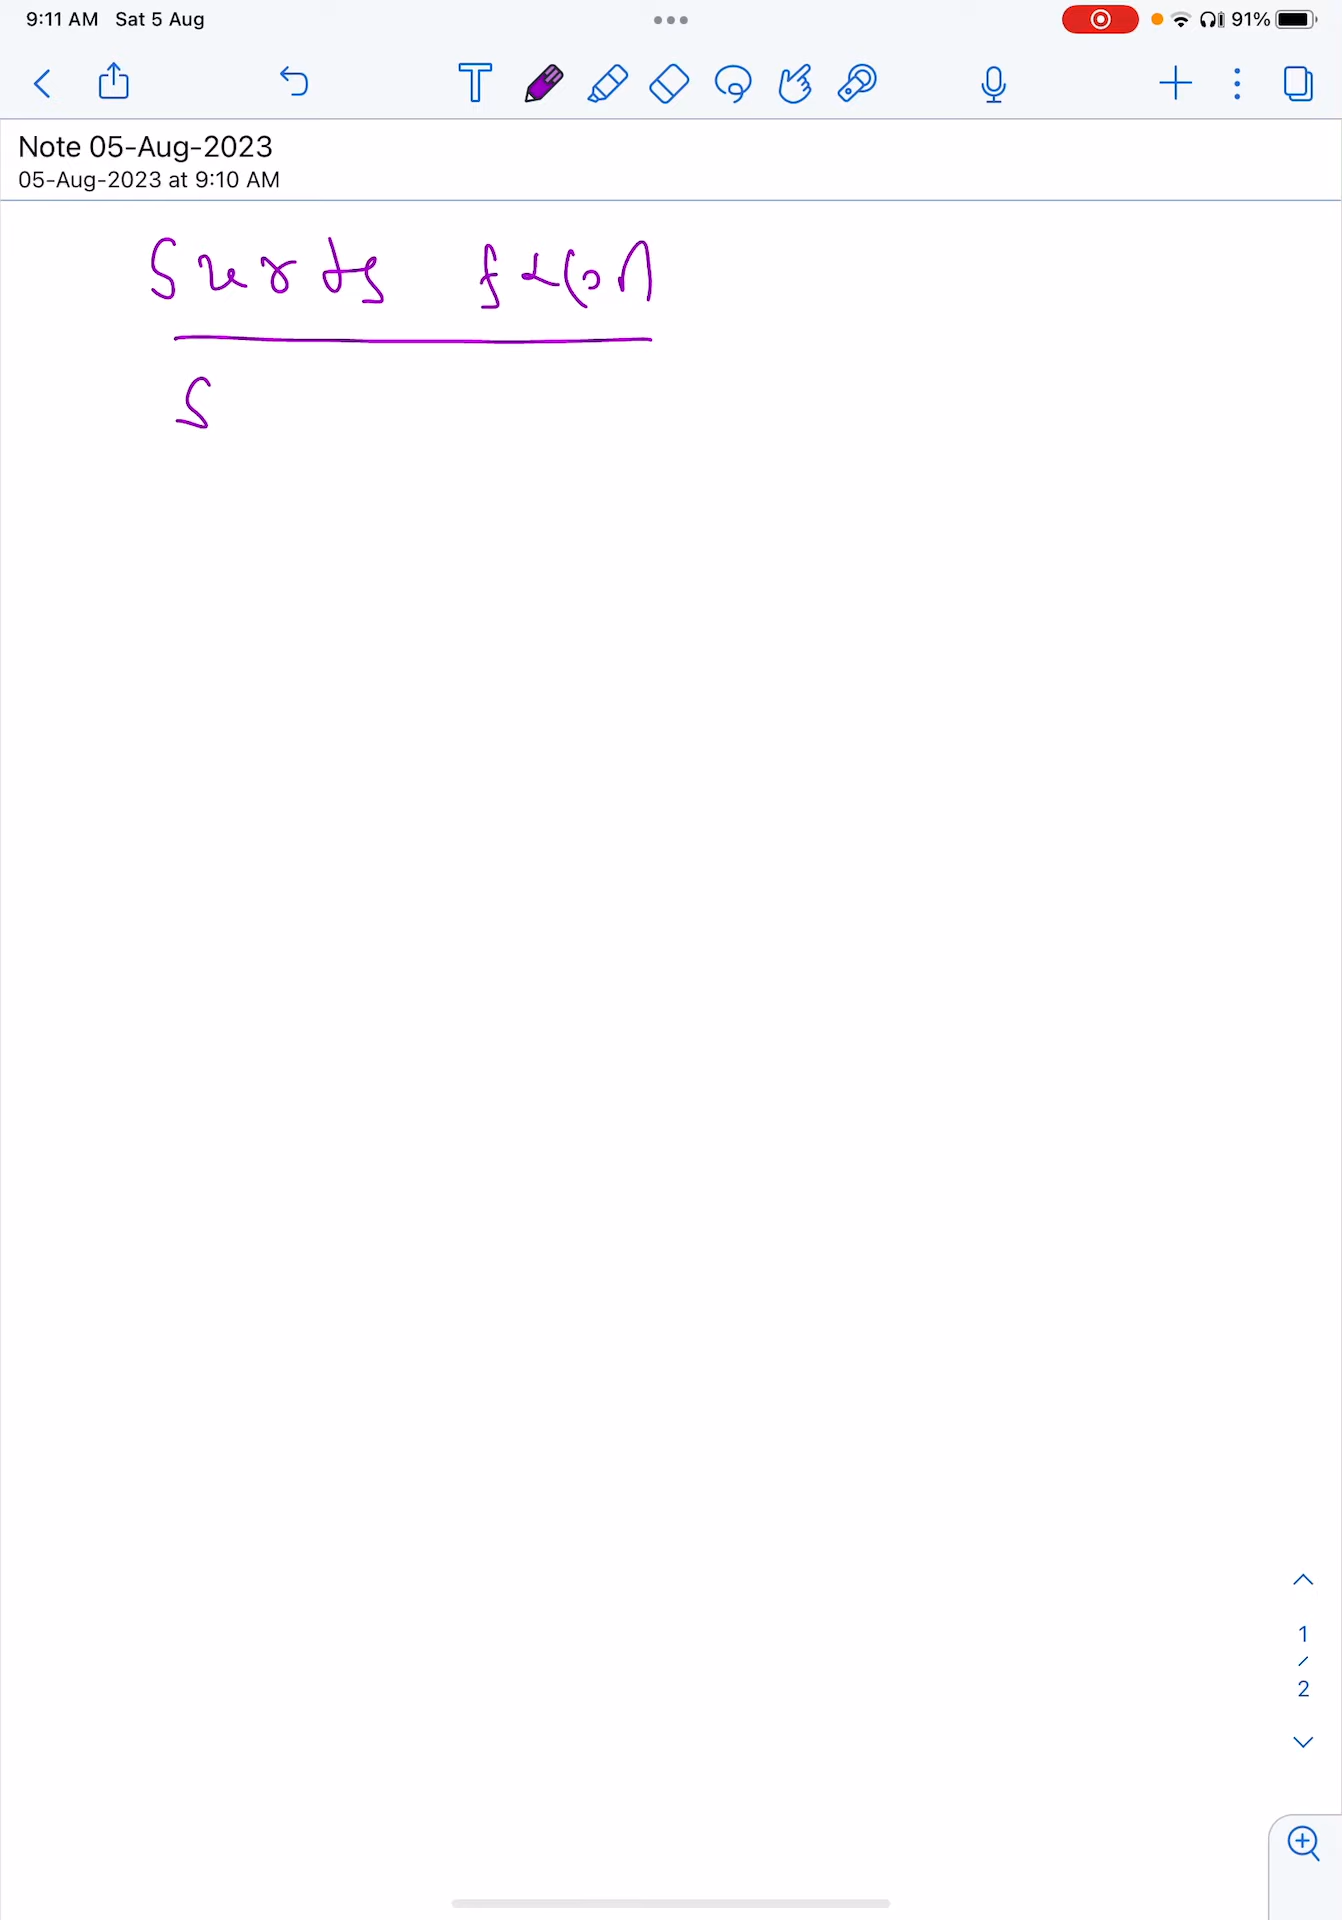 9:11 AM Sat 5 Aug
91%
T
Note 05-Aug-2023
05-Aug-2023 at 9:10 AM
Surds
S
1
/
2